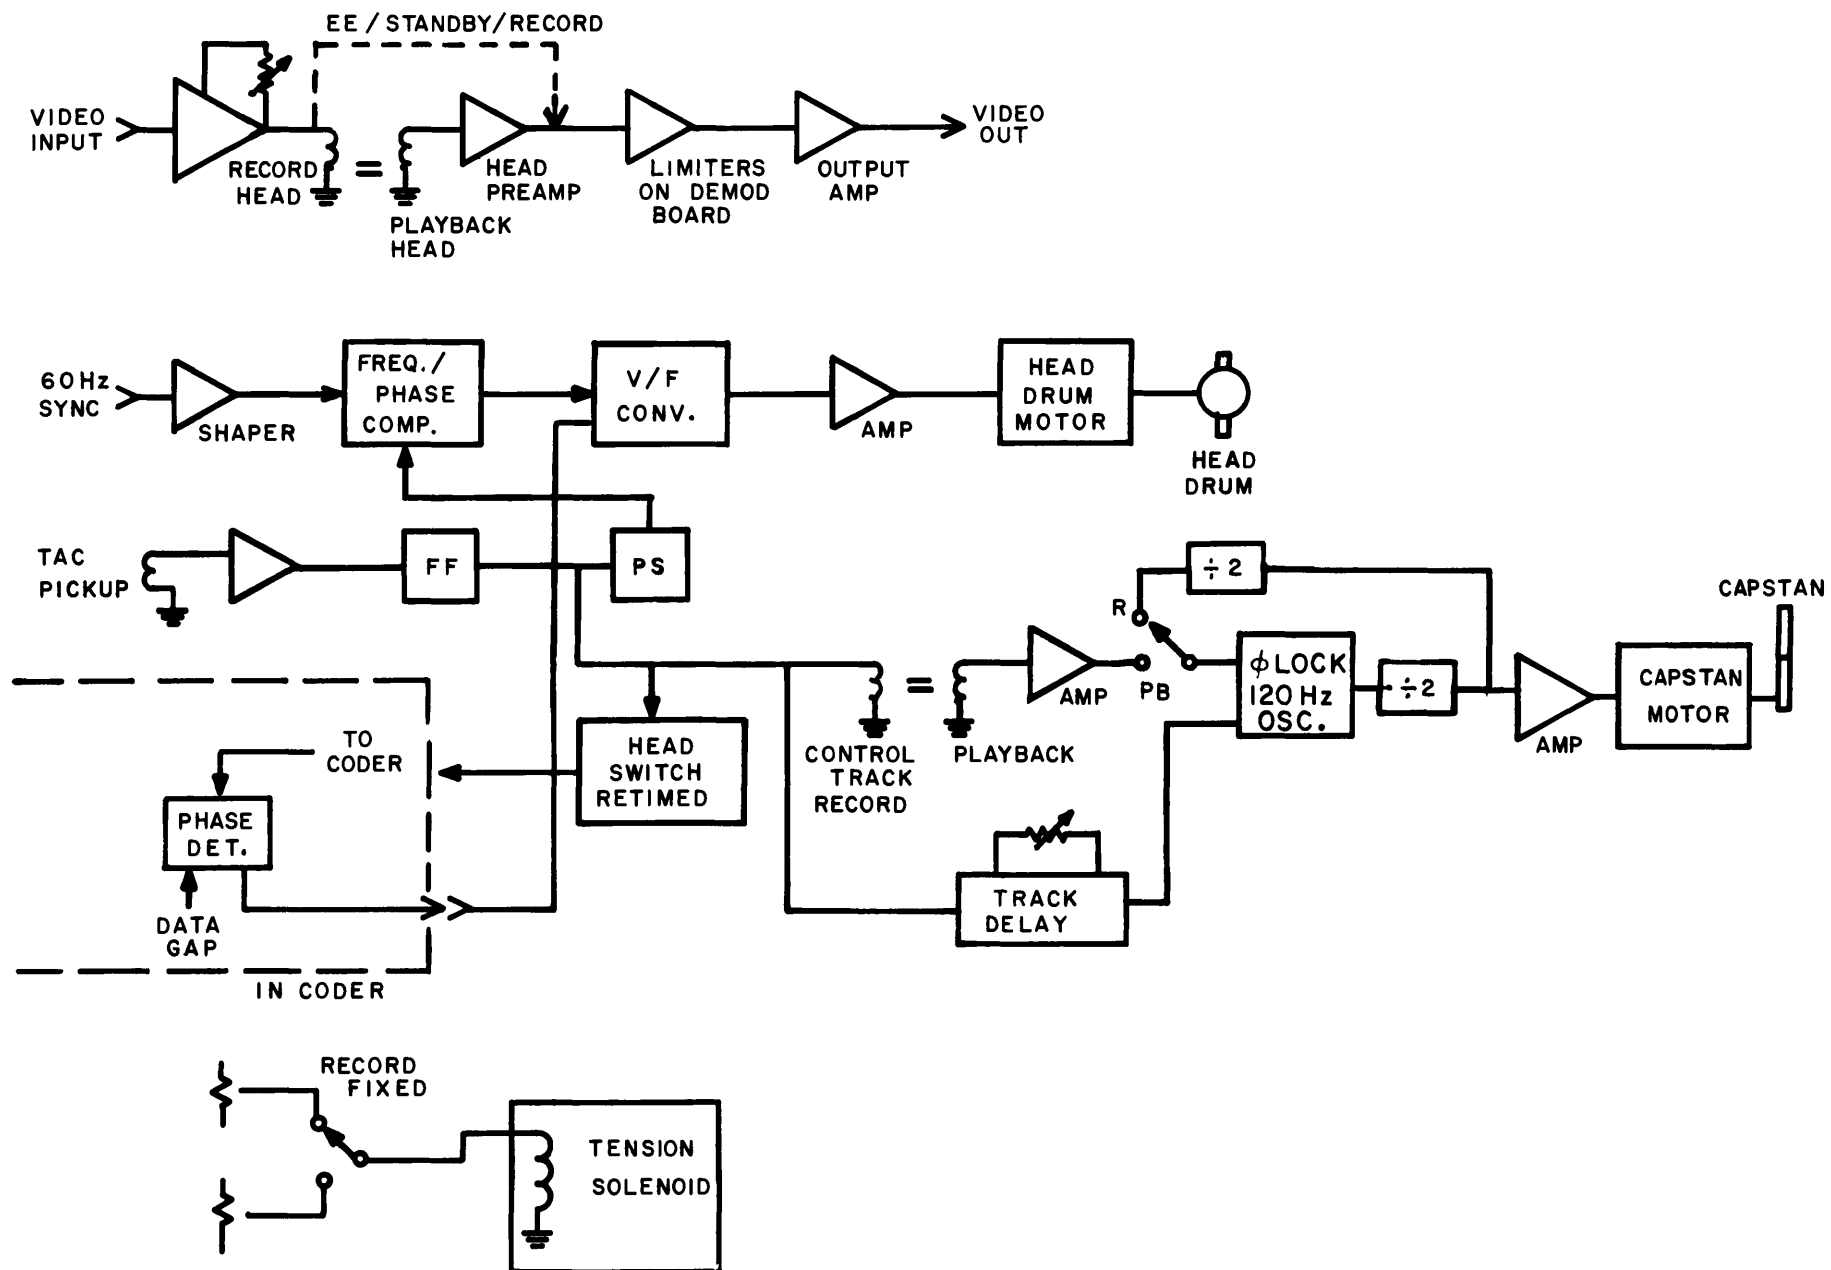 EE / STANDBY / RECORD
VIDEO
INPUT
RECORD
HEAD
PLAYBACK
HEAD
HEAD
PREAMP
LIMITERS
ON DEMOD
BOARD
OUTPUT
AMP
VIDEO
OUT
60Hz
SYNC
SHAPER
FREQ./
PHASE
COMP.
V/F
CONV.
AMP
HEAD
DRUM
MOTOR
HEAD
DRUM
TAC
PICKUP
FF
PS
÷2
R
PB
AMP
ϕ LOCK
120 Hz
OSC.
÷2
AMP
CAPSTAN
MOTOR
CAPSTAN
TO
CODER
PHASE
DET.
DATA
GAP
IN CODER
HEAD
SWITCH
RETIMED
CONTROL
TRACK
RECORD
PLAYBACK
TRACK
DELAY
RECORD
FIXED
TENSION
SOLENOID